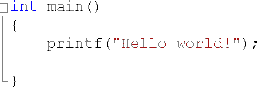 int main()
{
    printf("Hello world!");
}